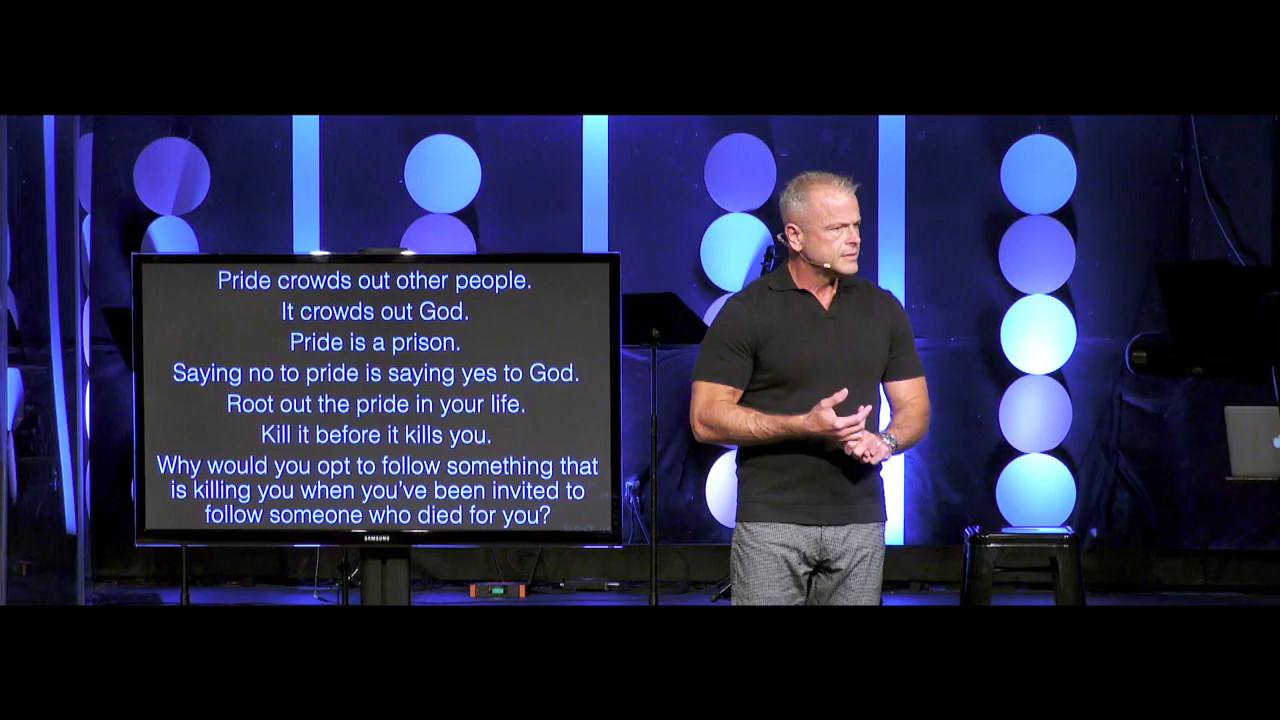 Pride crowds out other people.
It crowds out God.
Pride is a prison.
Saying no to pride is saying yes to God.
Root out the pride in your life.
Kill it before it kills you.
Why would you opt to follow something that
is killing you when you've been invited to
follow someone who died for you?
SAMSUNG